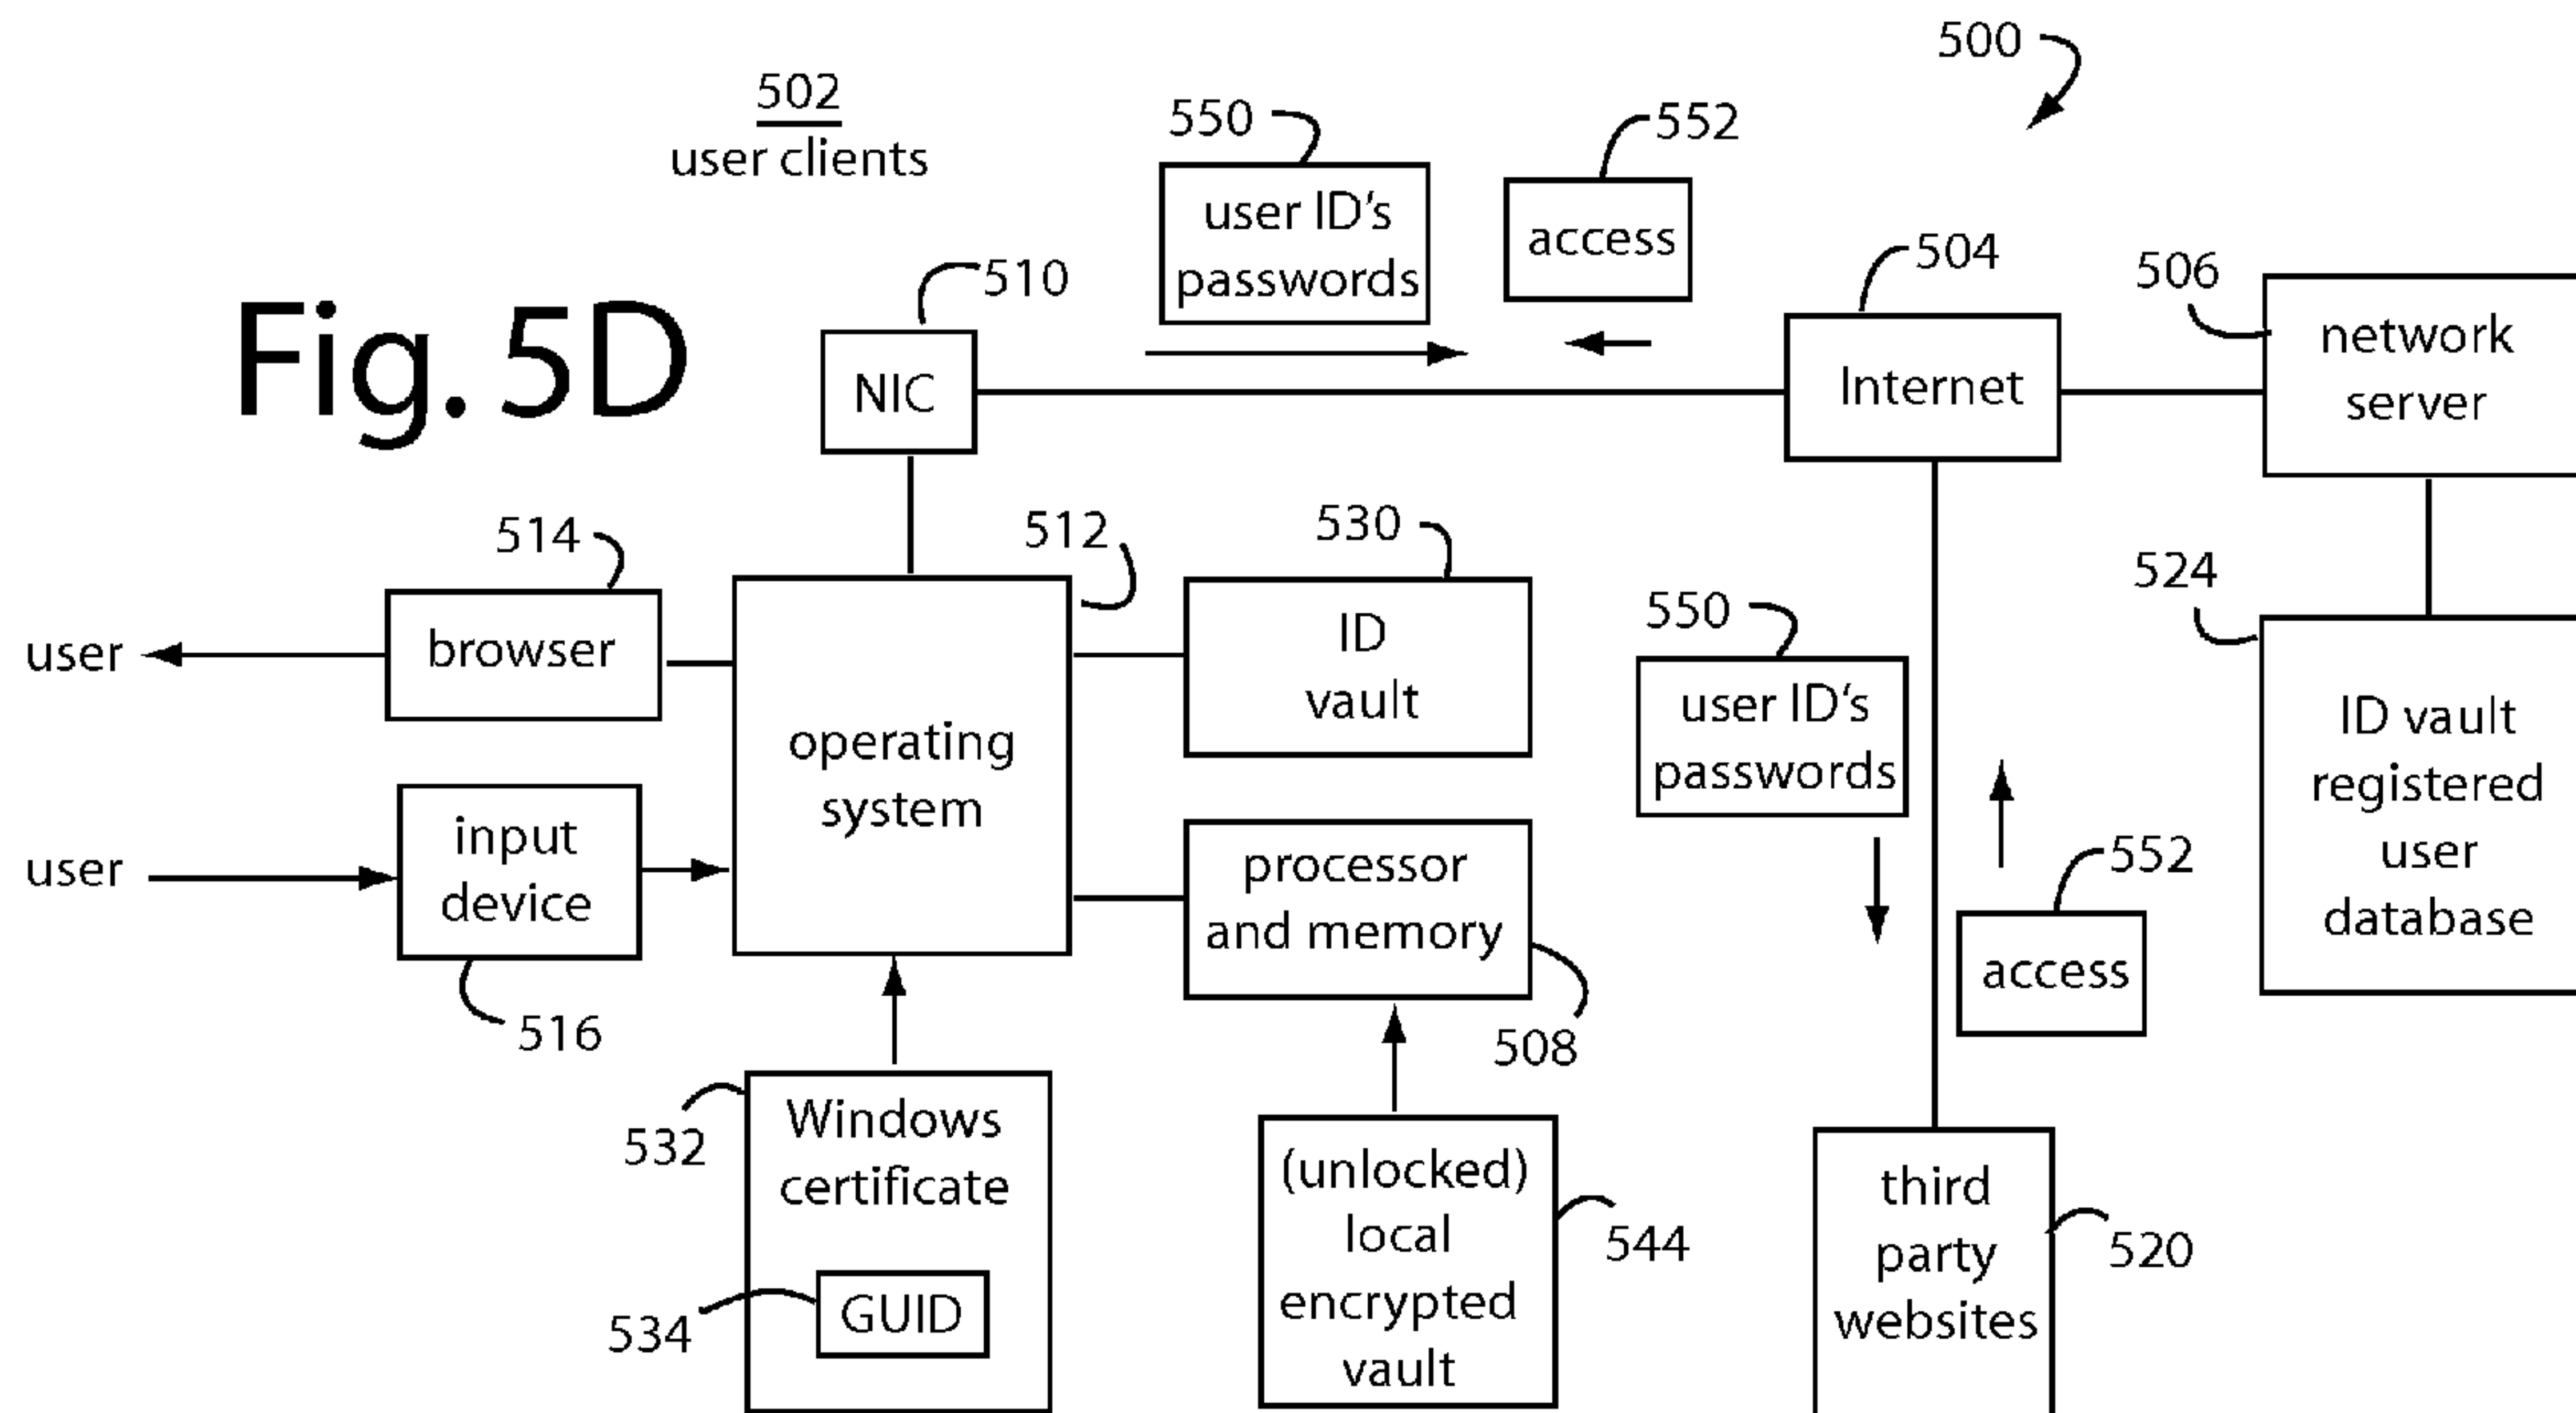 500
502
user clients
550
552
user ID's
passwords
access
504
506
Fig. 5D
510
NIC
Internet
network
server
514
512
530
550
524
user
browser
operating
system
ID
vault
user ID's
passwords
ID vault
registered
user
database
user
input
device
processor
and memory
552
access
516
508
532
Windows
certificate
534
GUID
(unlocked)
local
encrypted
vault
544
third
party
websites
520